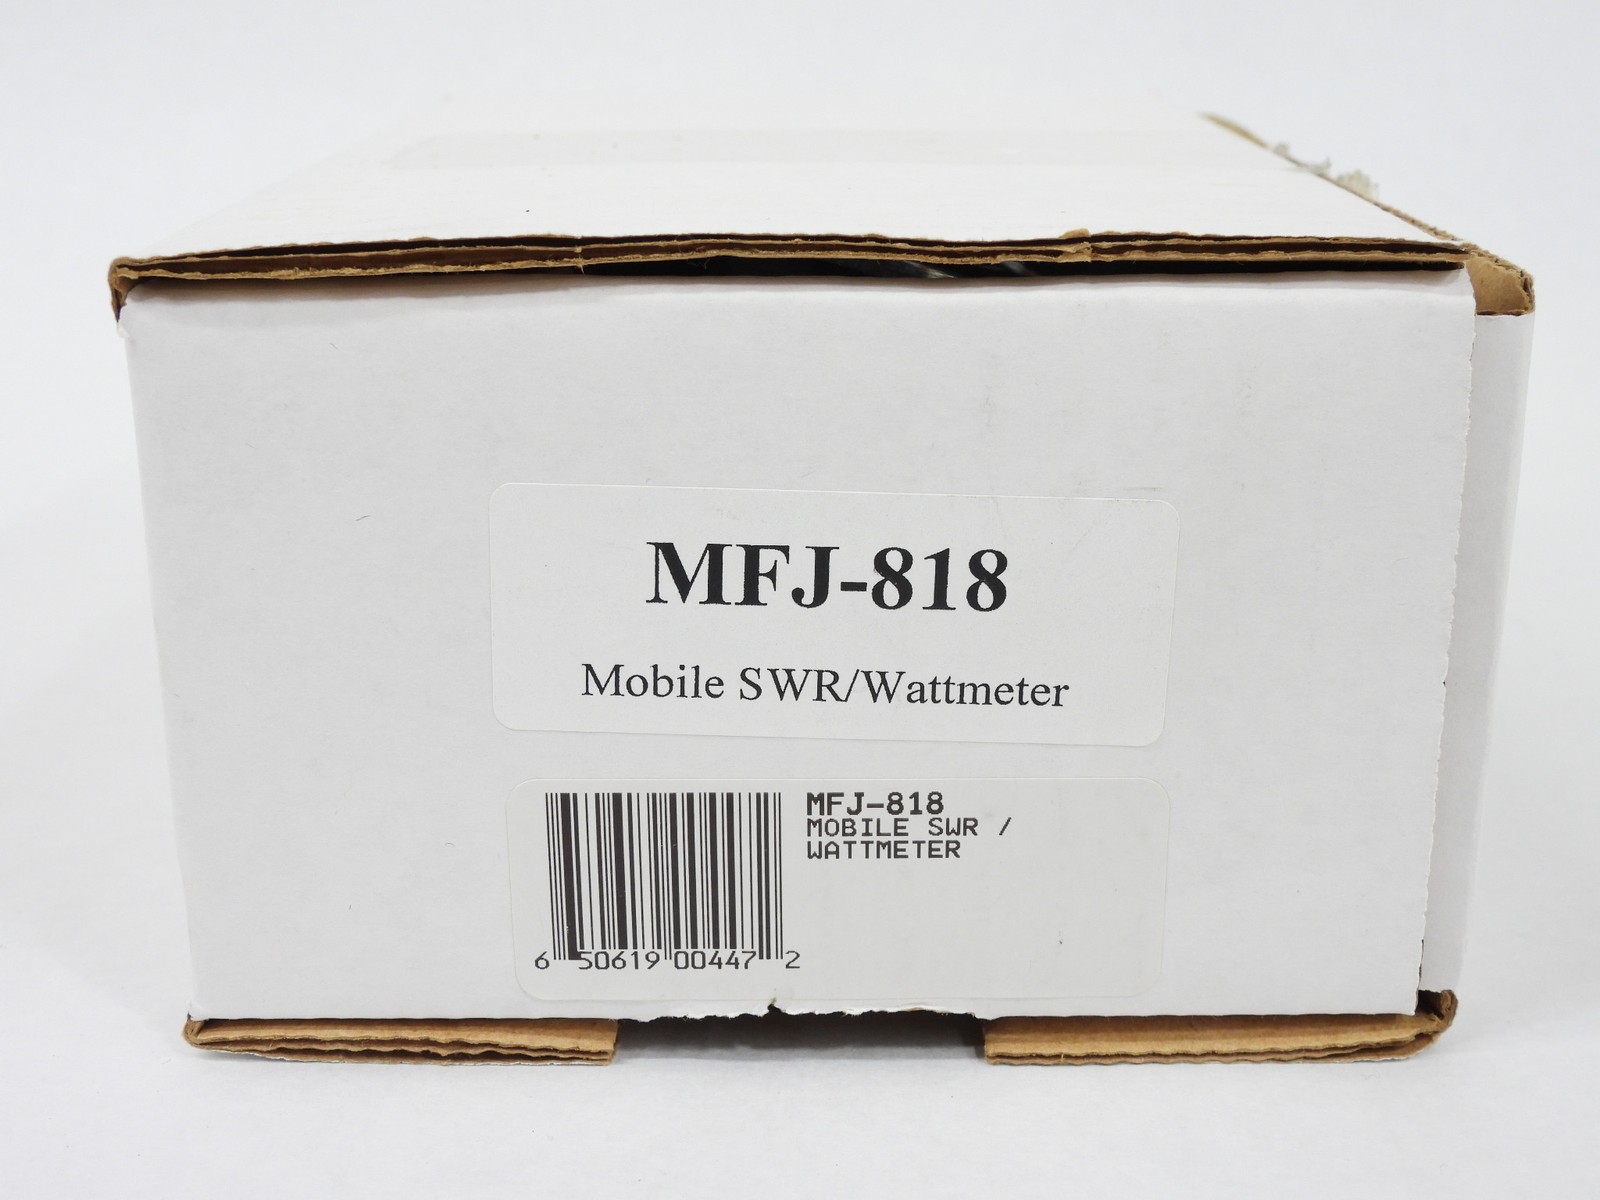 MFJ-818
Mobile SWR/Wattmeter
MFJ-818
MOBILE SWR /
WATTMETER
6 50619 00447 2